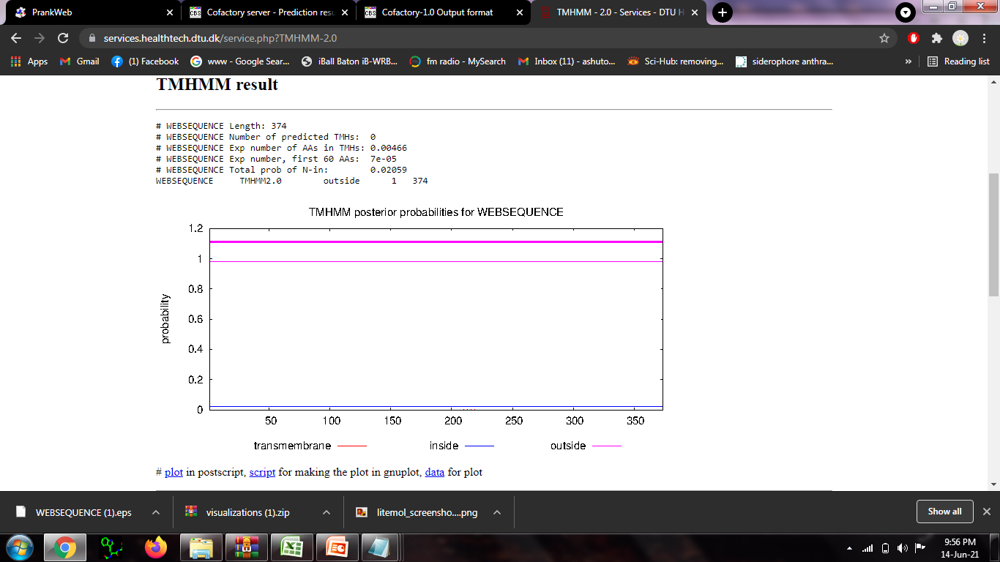 PrankWeb
Cofactory server - Prediction resu
Cofactory-1.0 Output format
TMHMM - 2.0 - Services - DTU H
services.healthtech.dtu.dk/service.php?TMHMM-2.0
Apps
Gmail
(1) Facebook
www - Google Sear...
iBall Baton iB-WRB...
fm radio - MySearch
Inbox (11) - ashuto...
Sci-Hub: removing...
siderophore anthra...
»
Reading list
TMHMM result
# WEBSEQUENCE Length: 374
# WEBSEQUENCE Number of predicted TMHs: 0
# WEBSEQUENCE Exp number of AAs in TMHs: 0.00466
# WEBSEQUENCE Exp number, first 60 AAs: 7e-05
# WEBSEQUENCE Total prob of N-in: 0.02059
WEBSEQUENCE TMHMM2.0 outside 1 374
TMHMM posterior probabilities for WEBSEQUENCE
probability
1.2
1
0.8
0.6
0.4
0.2
0
50 100 150 200 250 300 350
transmembrane inside outside
# plot in postscript, script for making the plot in gnuplot, data for plot
WEBSEQUENCE (1).eps
visualizations (1).zip
litemol_screensho....png
Show all
9:56 PM
14-Jun-21